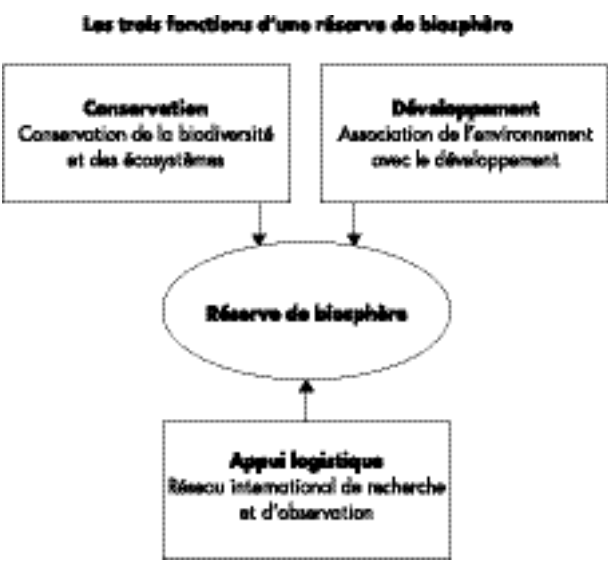 Les trois fonctions d'une réserve de biosphère
Conservation
Conservation de la biodiversité
et des écosystèmes
Développement
Association de l'environnement
avec le développement
Réserve de biosphère
Appui logistique
Réseau international de recherche
et d'observation